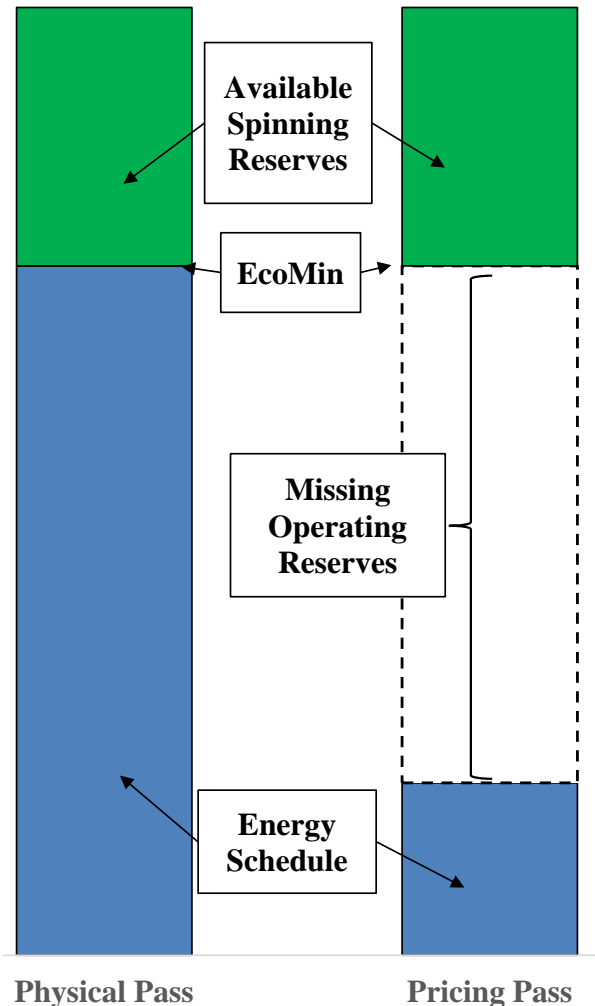 Available
Spinning
Reserves
EcoMin
Missing
Operating
Reserves
Energy
Schedule
Physical Pass
Pricing Pass